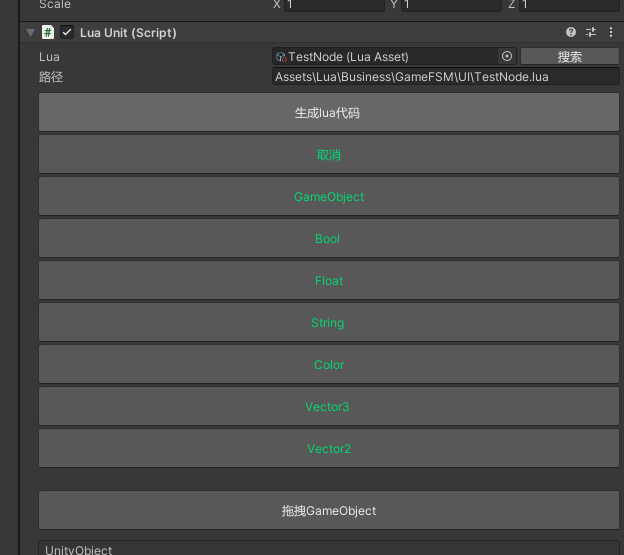 Scale X 1 Y 1 Z 1
# Lua Unit (Script)
Lua TestNode (Lua Asset) 搜索
路径 Assets\Lua\Business\GameFSM\UI\TestNode.lua
生成lua代码
取消
GameObject
Bool
Float
String
Color
Vector3
Vector2
拖拽GameObject
UnityObject